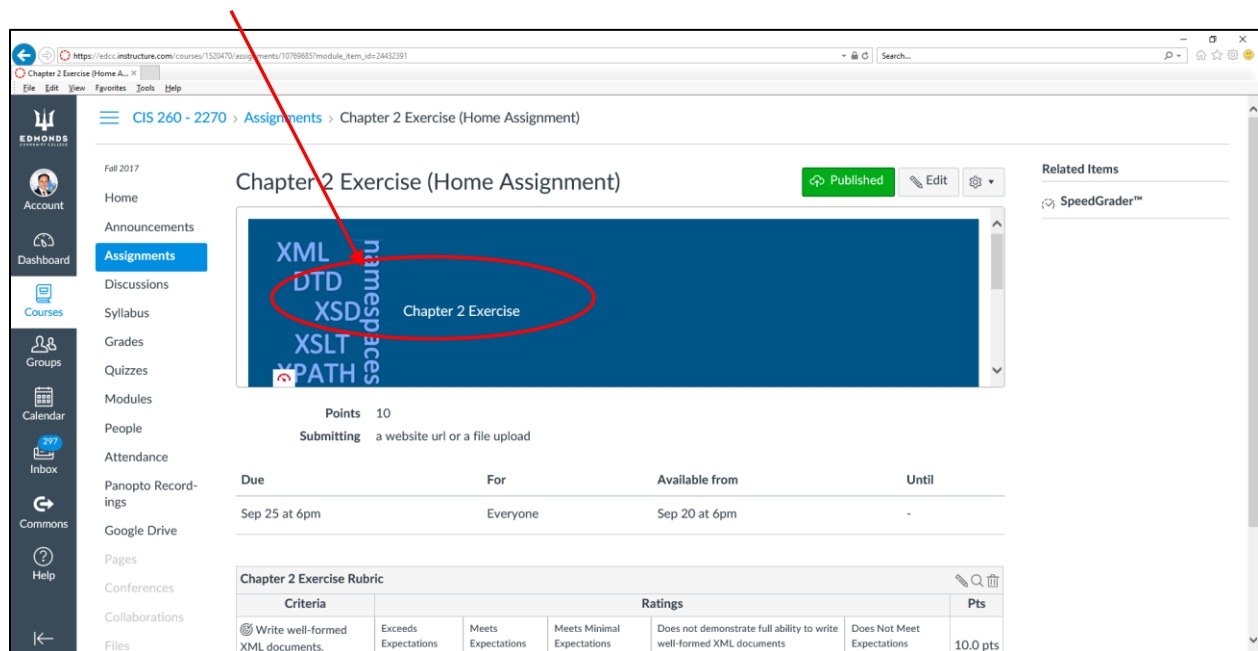 https://edcc.instructure.com/courses/1520470/assignments/10769685?module_item_id=24432391
Search...
Chapter 2 Exercise (Home A...
File Edit View Favorites Tools Help
EDMONDS
COMMUNITY COLLEGE
Account
Dashboard
Courses
Groups
Calendar
297
Inbox
Commons
Help
CIS 260 - 2270 > Assignments > Chapter 2 Exercise (Home Assignment)
Fall 2017
Home
Announcements
Assignments
Discussions
Syllabus
Grades
Quizzes
Modules
People
Attendance
Panopto Record-
ings
Google Drive
Pages
Conferences
Collaborations
Files
Chapter 2 Exercise (Home Assignment)
Published
Edit
XML
DTD
XSD
XSLT
XPATH
namespaces
Chapter 2 Exercise
Points 10
Submitting a website url or a file upload
Due For Available from Until
Sep 25 at 6pm Everyone Sep 20 at 6pm -
Chapter 2 Exercise Rubric
Criteria Ratings Pts
Write well-formed
XML documents.
Exceeds
Expectations
Meets
Expectations
Meets Minimal
Expectations
Does not demonstrate full ability to write
well-formed XML documents
Does Not Meet
Expectations
10.0 pts
Related Items
SpeedGrader™